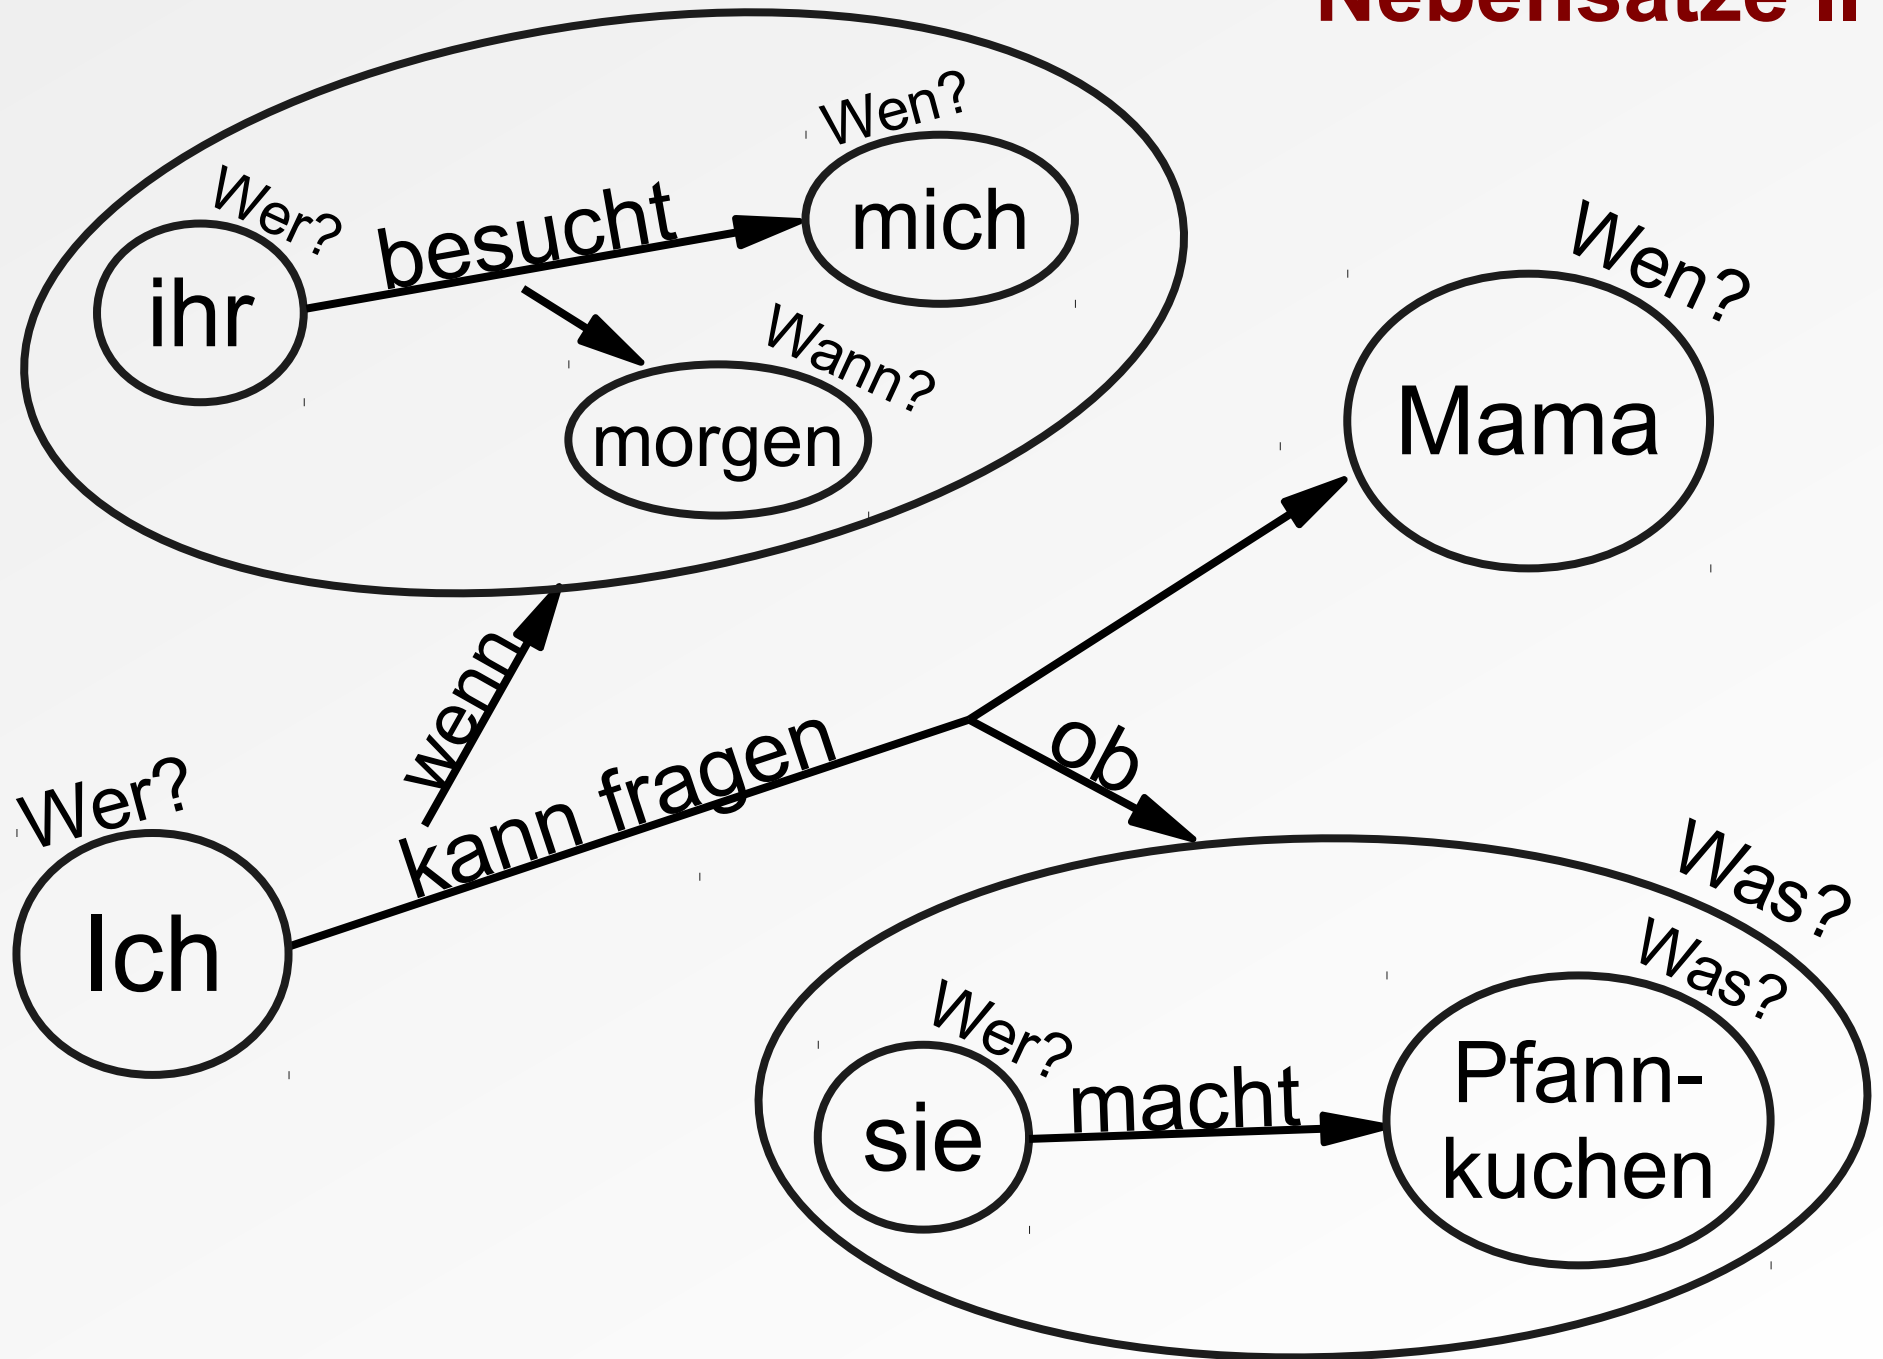 Nebensätze II
Wen?
Wer?
besucht
mich
ihr
Wann?
morgen
Wen?
Mama
wenn
kann fragen
ob
Wer?
Ich
Was?
Was?
Wer?
sie
macht
Pfann-
kuchen